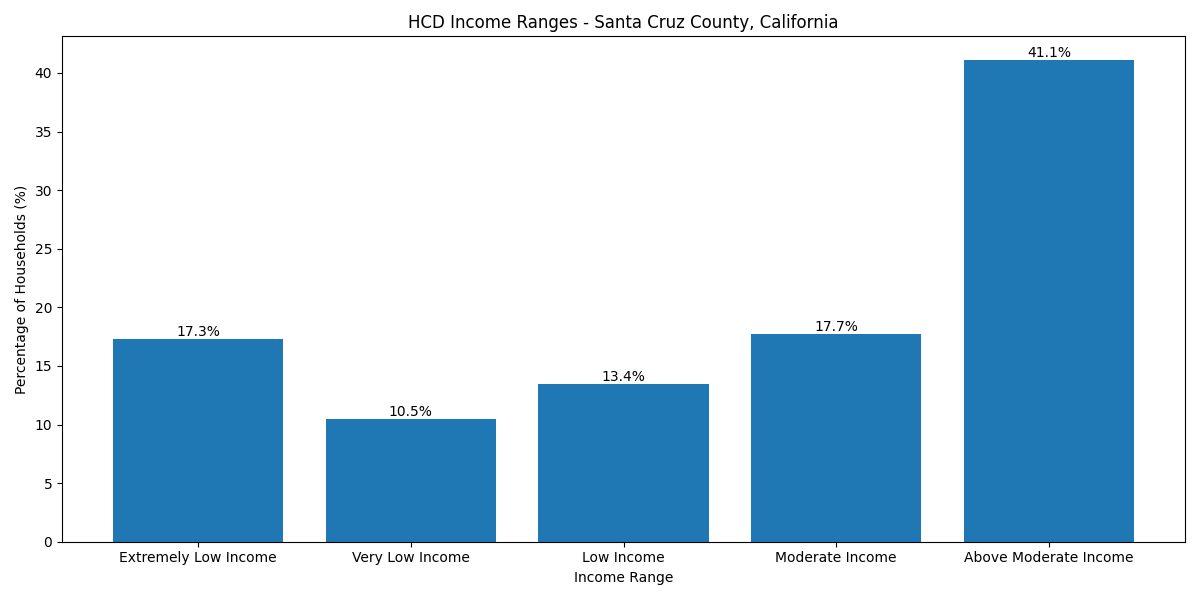 HCD Income Ranges - Santa Cruz County, California
Percentage of Households (%)
40
35
30
25
20
15
10
5
0
17.3%
10.5%
13.4%
17.7%
41.1%
Extremely Low Income
Very Low Income
Low Income
Moderate Income
Above Moderate Income
Income Range